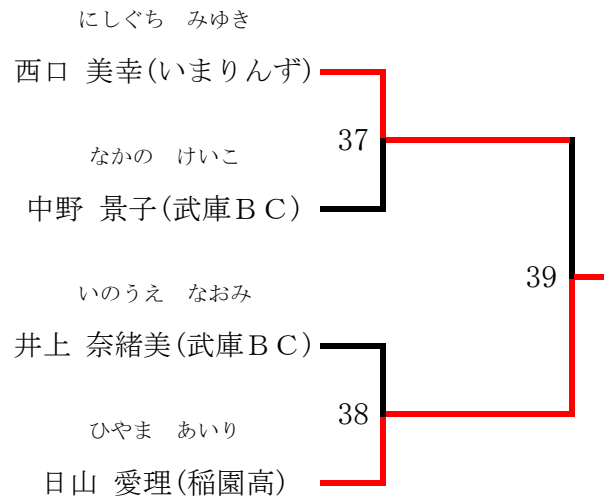 にしぐち　みゆき
西口 美幸(いまりんず)
37
なかの　けいこ
中野 景子(武庫ＢＣ)
39
いのうえ　なおみ
井上 奈緒美(武庫ＢＣ)
38
ひやま　あいり
日山 愛理(稲園高)